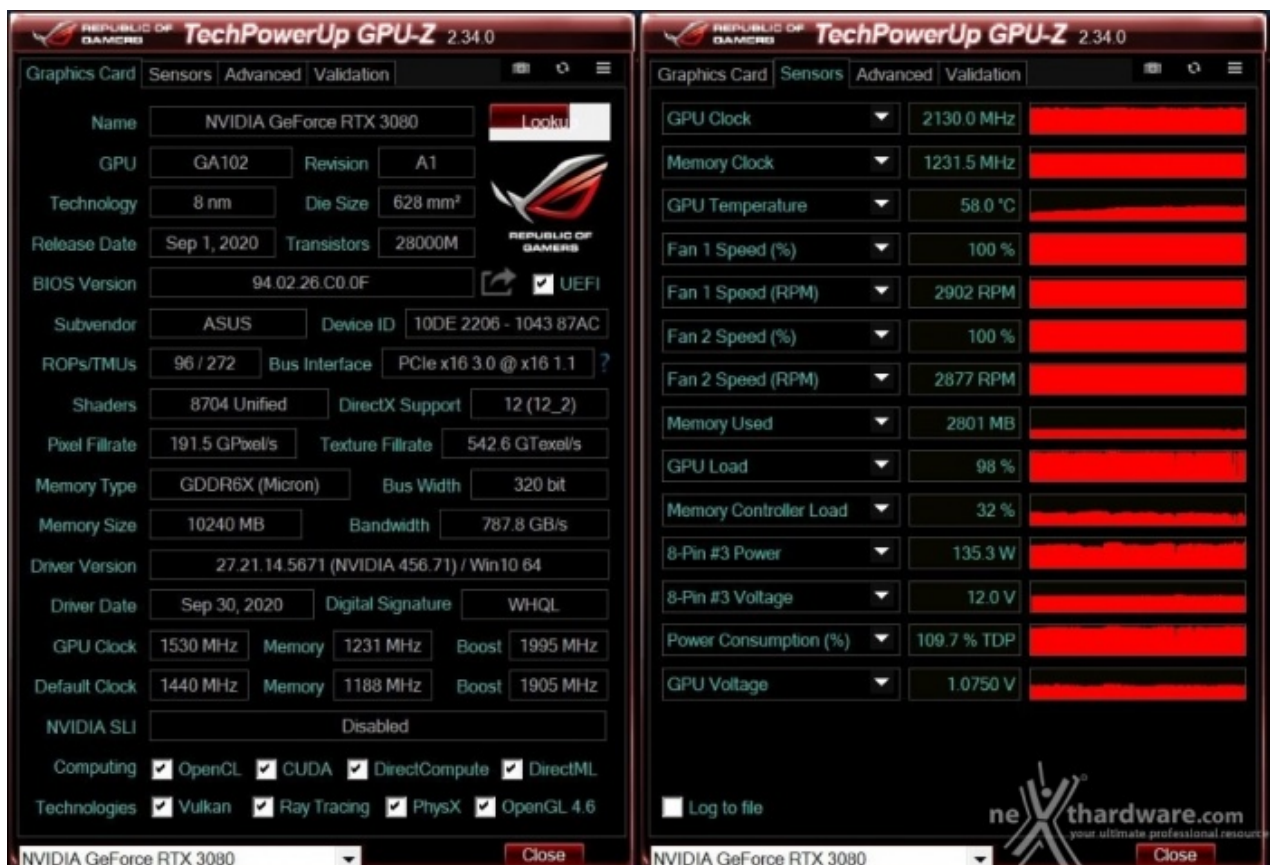 REPUBLIC OF GAMERS TechPowerUp GPU-Z 2.34.0
Graphics Card Sensors Advanced Validation
Name NVIDIA GeForce RTX 3080 Lookup
GPU GA102 Revision A1
Technology 8 nm Die Size 628 mm²
Release Date Sep 1, 2020 Transistors 28000M
REPUBLIC OF GAMERS
BIOS Version 94.02.26.C0.0F UEFI
Subvendor ASUS Device ID 10DE 2206 - 1043 87AC
ROPs/TMUs 96 / 272 Bus Interface PCIe x16 3.0 @ x16 1.1 ?
Shaders 8704 Unified DirectX Support 12 (12_2)
Pixel Fillrate 191.5 GPixel/s Texture Fillrate 542.6 GTexel/s
Memory Type GDDR6X (Micron) Bus Width 320 bit
Memory Size 10240 MB Bandwidth 787.8 GB/s
Driver Version 27.21.14.5671 (NVIDIA 456.71) / Win10 64
Driver Date Sep 30, 2020 Digital Signature WHQL
GPU Clock 1530 MHz Memory 1231 MHz Boost 1995 MHz
Default Clock 1440 MHz Memory 1188 MHz Boost 1905 MHz
NVIDIA SLI Disabled
Computing OpenCL CUDA DirectCompute DirectML
Technologies Vulkan Ray Tracing PhysX OpenGL 4.6
NVIDIA GeForce RTX 3080 Close
REPUBLIC OF GAMERS TechPowerUp GPU-Z 2.34.0
Graphics Card Sensors Advanced Validation
GPU Clock 2130.0 MHz
Memory Clock 1231.5 MHz
GPU Temperature 58.0 °C
Fan 1 Speed (%) 100 %
Fan 1 Speed (RPM) 2902 RPM
Fan 2 Speed (%) 100 %
Fan 2 Speed (RPM) 2877 RPM
Memory Used 2801 MB
GPU Load 98 %
Memory Controller Load 32 %
8-Pin #3 Power 135.3 W
8-Pin #3 Voltage 12.0 V
Power Consumption (%) 109.7 % TDP
GPU Voltage 1.0750 V
Log to file
nexthardware.com
your ultimate professional resource
NVIDIA GeForce RTX 3080 Close